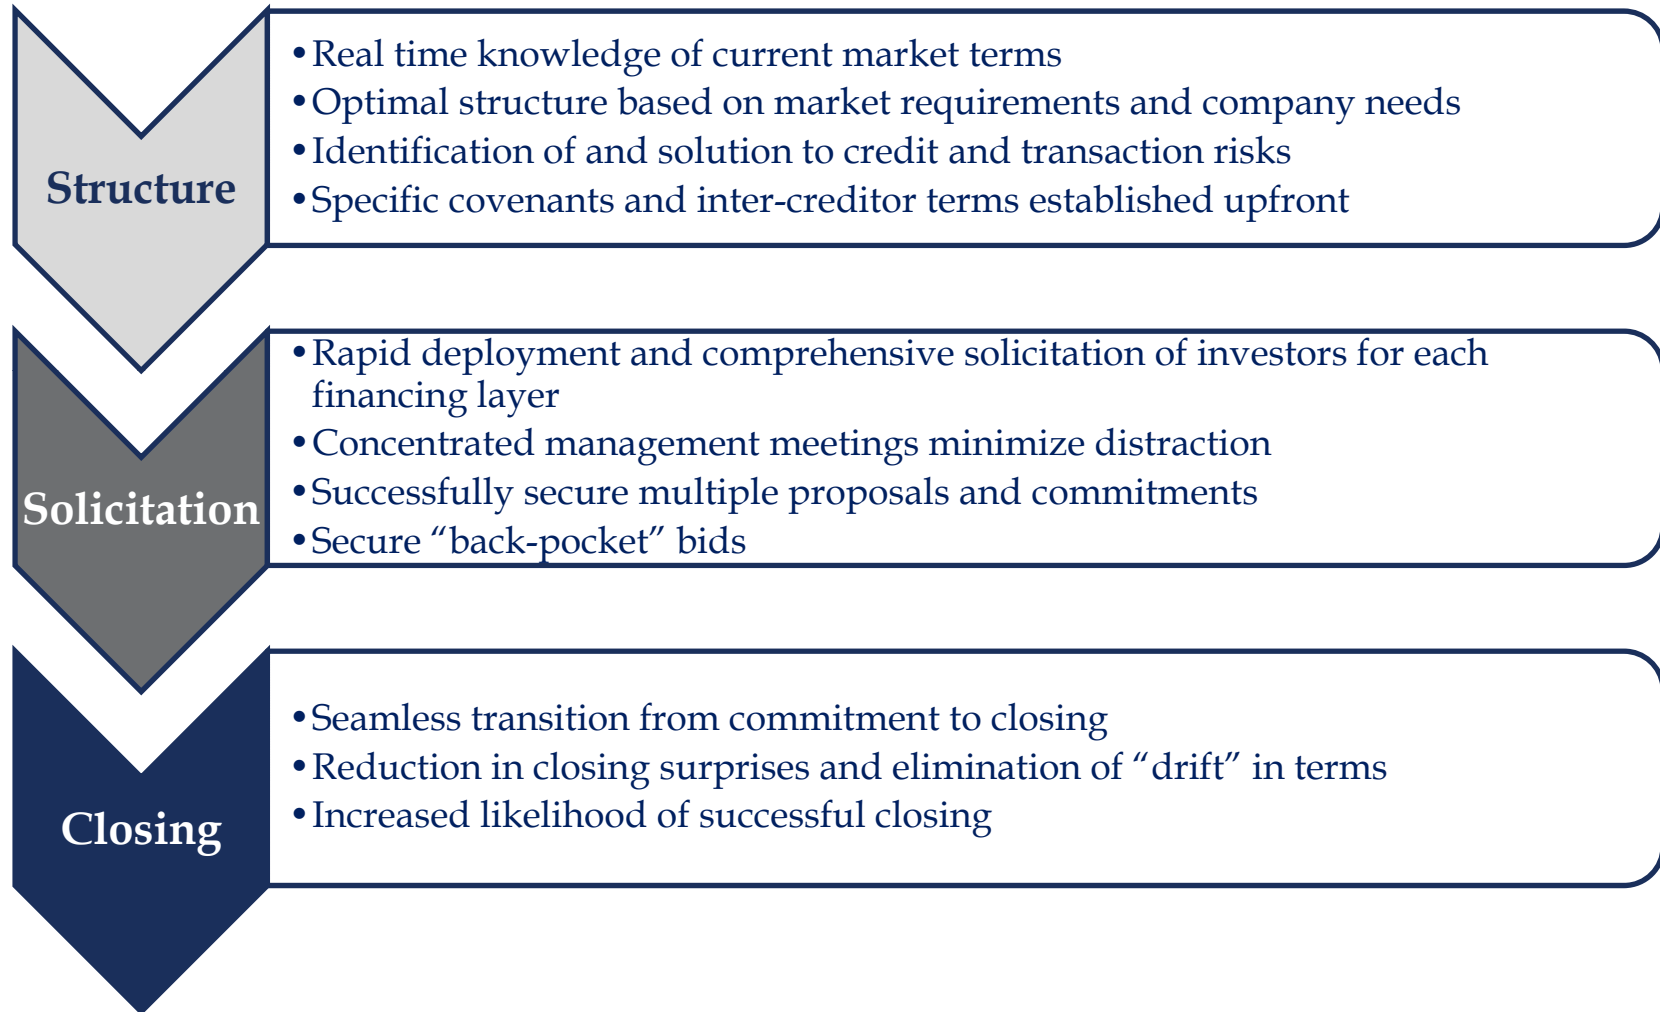 Structure
•Real time knowledge of current market terms
•Optimal structure based on market requirements and company needs
•Identification of and solution to credit and transaction risks
•Specific covenants and inter-creditor terms established upfront
Solicitation
•Rapid deployment and comprehensive solicitation of investors for each
financing layer
•Concentrated management meetings minimize distraction
•Successfully secure multiple proposals and commitments
•Secure “back-pocket” bids
Closing
•Seamless transition from commitment to closing
•Reduction in closing surprises and elimination of “drift” in terms
•Increased likelihood of successful closing